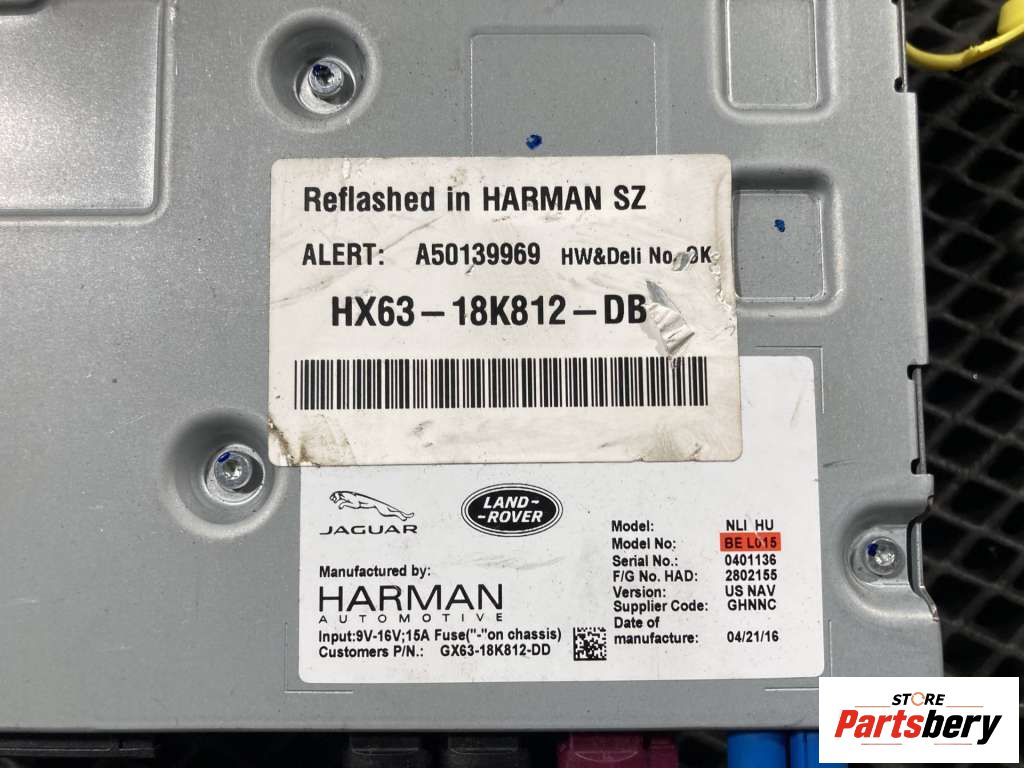 Reflashed in HARMAN SZ
ALERT: A50139969 HW&Deli No. OK
HX63-18K812-DB
JAGUAR
LAND-
-ROVER
Manufactured by:
HARMAN
AUTOMOTIVE
Input:9V-16V;15A Fuse("-"on chassis)
Customers P/N.: GX63-18K812-DD
Model: NLI HU
Model No: BE L015
Serial No.: 0401136
F/G No. HAD: 2802155
Version: US NAV
Supplier Code: GHNNC
Date of
manufacture: 04/21/16
STORE
Partsbery